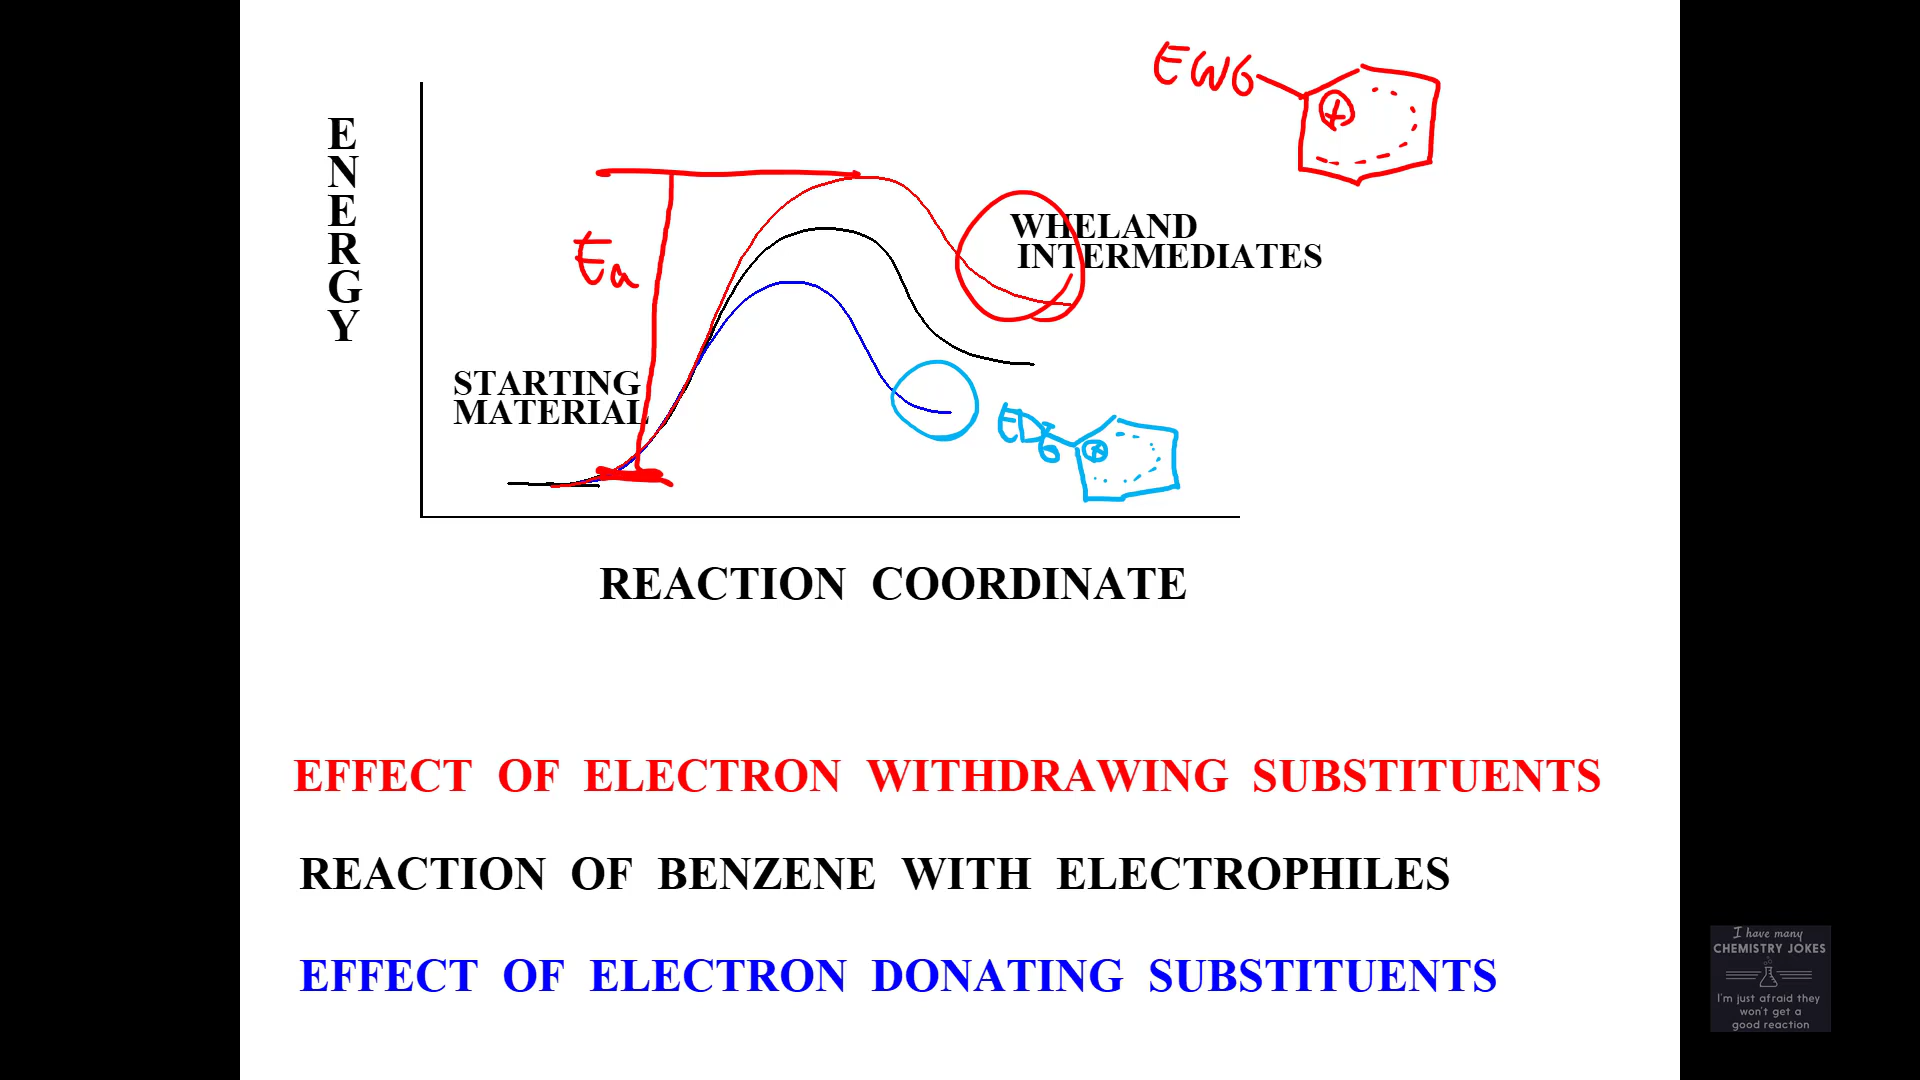 EWG
ENERGY
WHELAND
INTERMEDIATES
Ea
STARTING
MATERIAL
EDG
REACTION COORDINATE
EFFECT OF ELECTRON WITHDRAWING SUBSTITUENTS
REACTION OF BENZENE WITH ELECTROPHILES
EFFECT OF ELECTRON DONATING SUBSTITUENTS
I have many
CHEMISTRY JOKES
I'm just afraid they
won't get a
good reaction